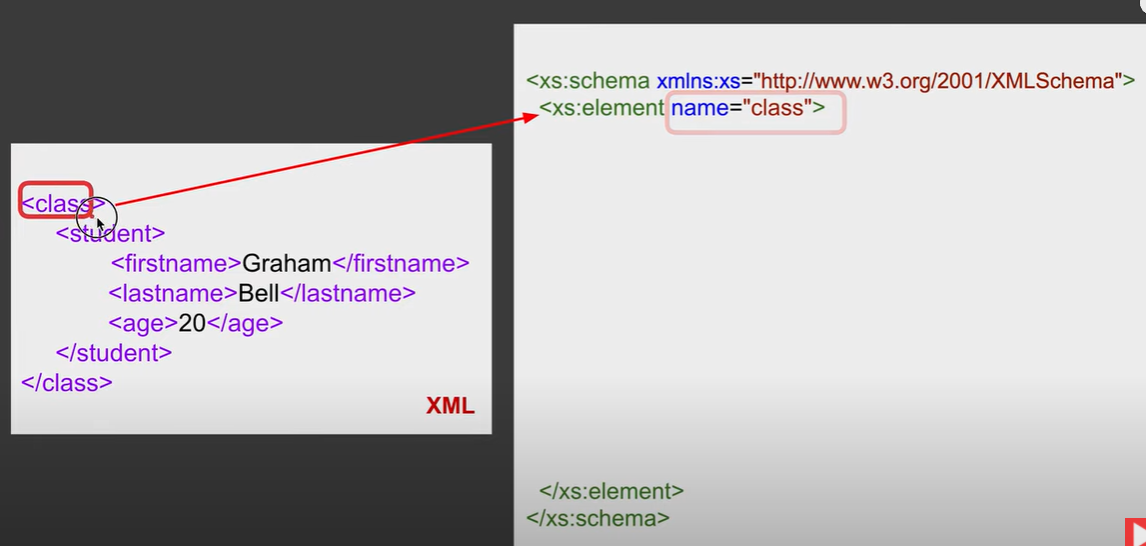 <class>
<student>
<firstname>Graham</firstname>
<lastname>Bell</lastname>
<age>20</age>
</student>
</class>
XML
<xs:schema xmlns:xs="http://www.w3.org/2001/XMLSchema">
<xs:element name="class">
</xs:element>
</xs:schema>